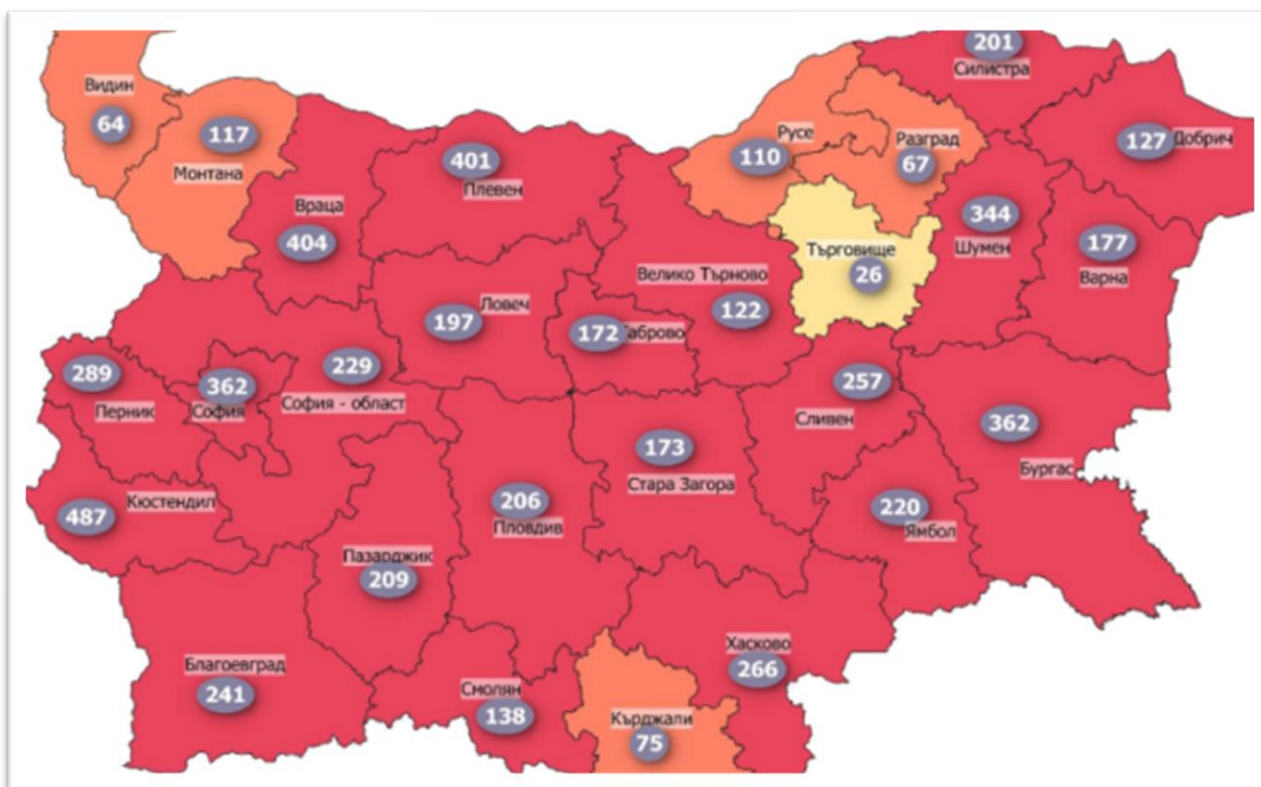 201
Силистра
Видин
64
117
Монтана
Русе
110
Разград
67
127
Добрич
401
Плевен
Враца
404
344
Шумен
177
Варна
Търговище
26
Велико Търново
122
Ловеч
197
172
Габрово
289
Перник
362
София
229
София - област
257
Сливен
362
Бургас
173
Стара Загора
Кюстендил
487
206
Пловдив
220
Ямбол
Пазарджик
209
Благоевград
241
Смолян
138
Хасково
266
Кърджали
75